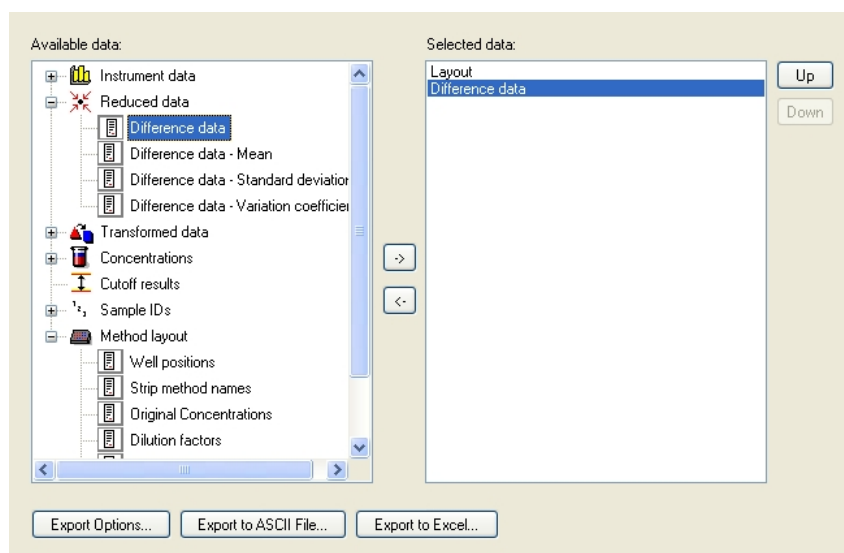 Available data:
Instrument data
Reduced data
Difference data
Difference data - Mean
Difference data - Standard deviation
Difference data - Variation coefficie
Transformed data
Concentrations
Cutoff results
Sample IDs
Method layout
Well positions
Strip method names
Original Concentrations
Dilution factors
->
<-
Selected data:
Layout
Difference data
Up
Down
Export Options...
Export to ASCII File...
Export to Excel...